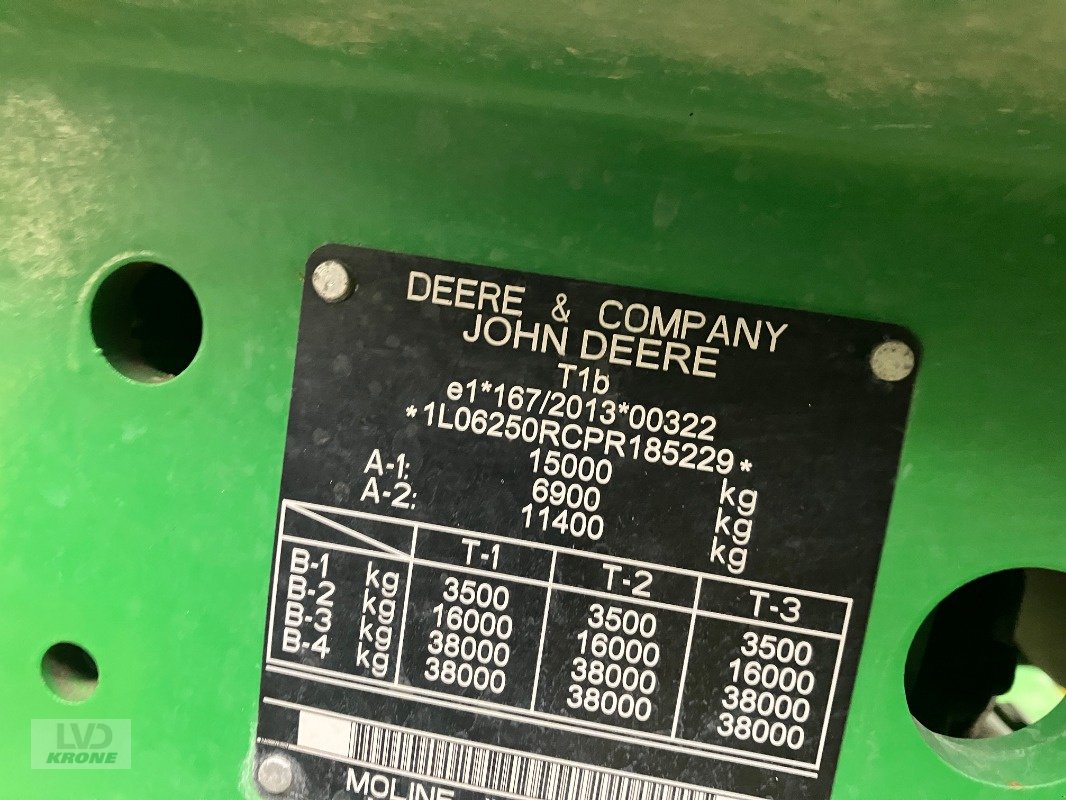 DEERE & COMPANY
JOHN DEERE
T1b
e1*167/2013*00322
*1L06250RCPR185229*
15000 kg
A-1: 6900 kg
A-2: 11400 kg
T-1 T-2 T-3
B-1 kg 3500 3500 3500
B-2 kg 16000 16000 16000
B-3 kg 38000 38000 38000
B-4 kg 38000 38000 38000
MOLINE
LVD
KRONE